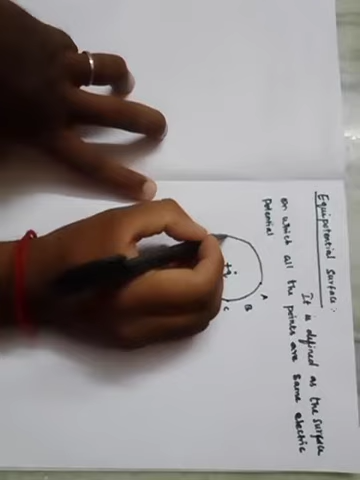 Equipotential Surface:-
It is defined as the surface
on which all the points are same electric
Potential
A
B
C
+q